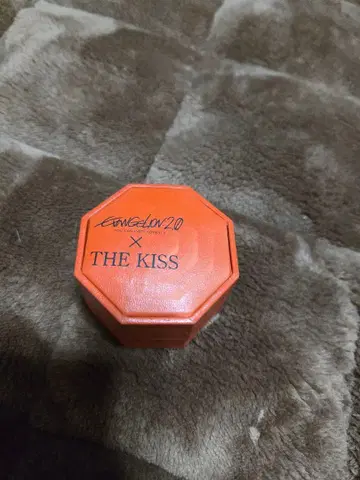 EVANGELION 2.0
×
THE KISS